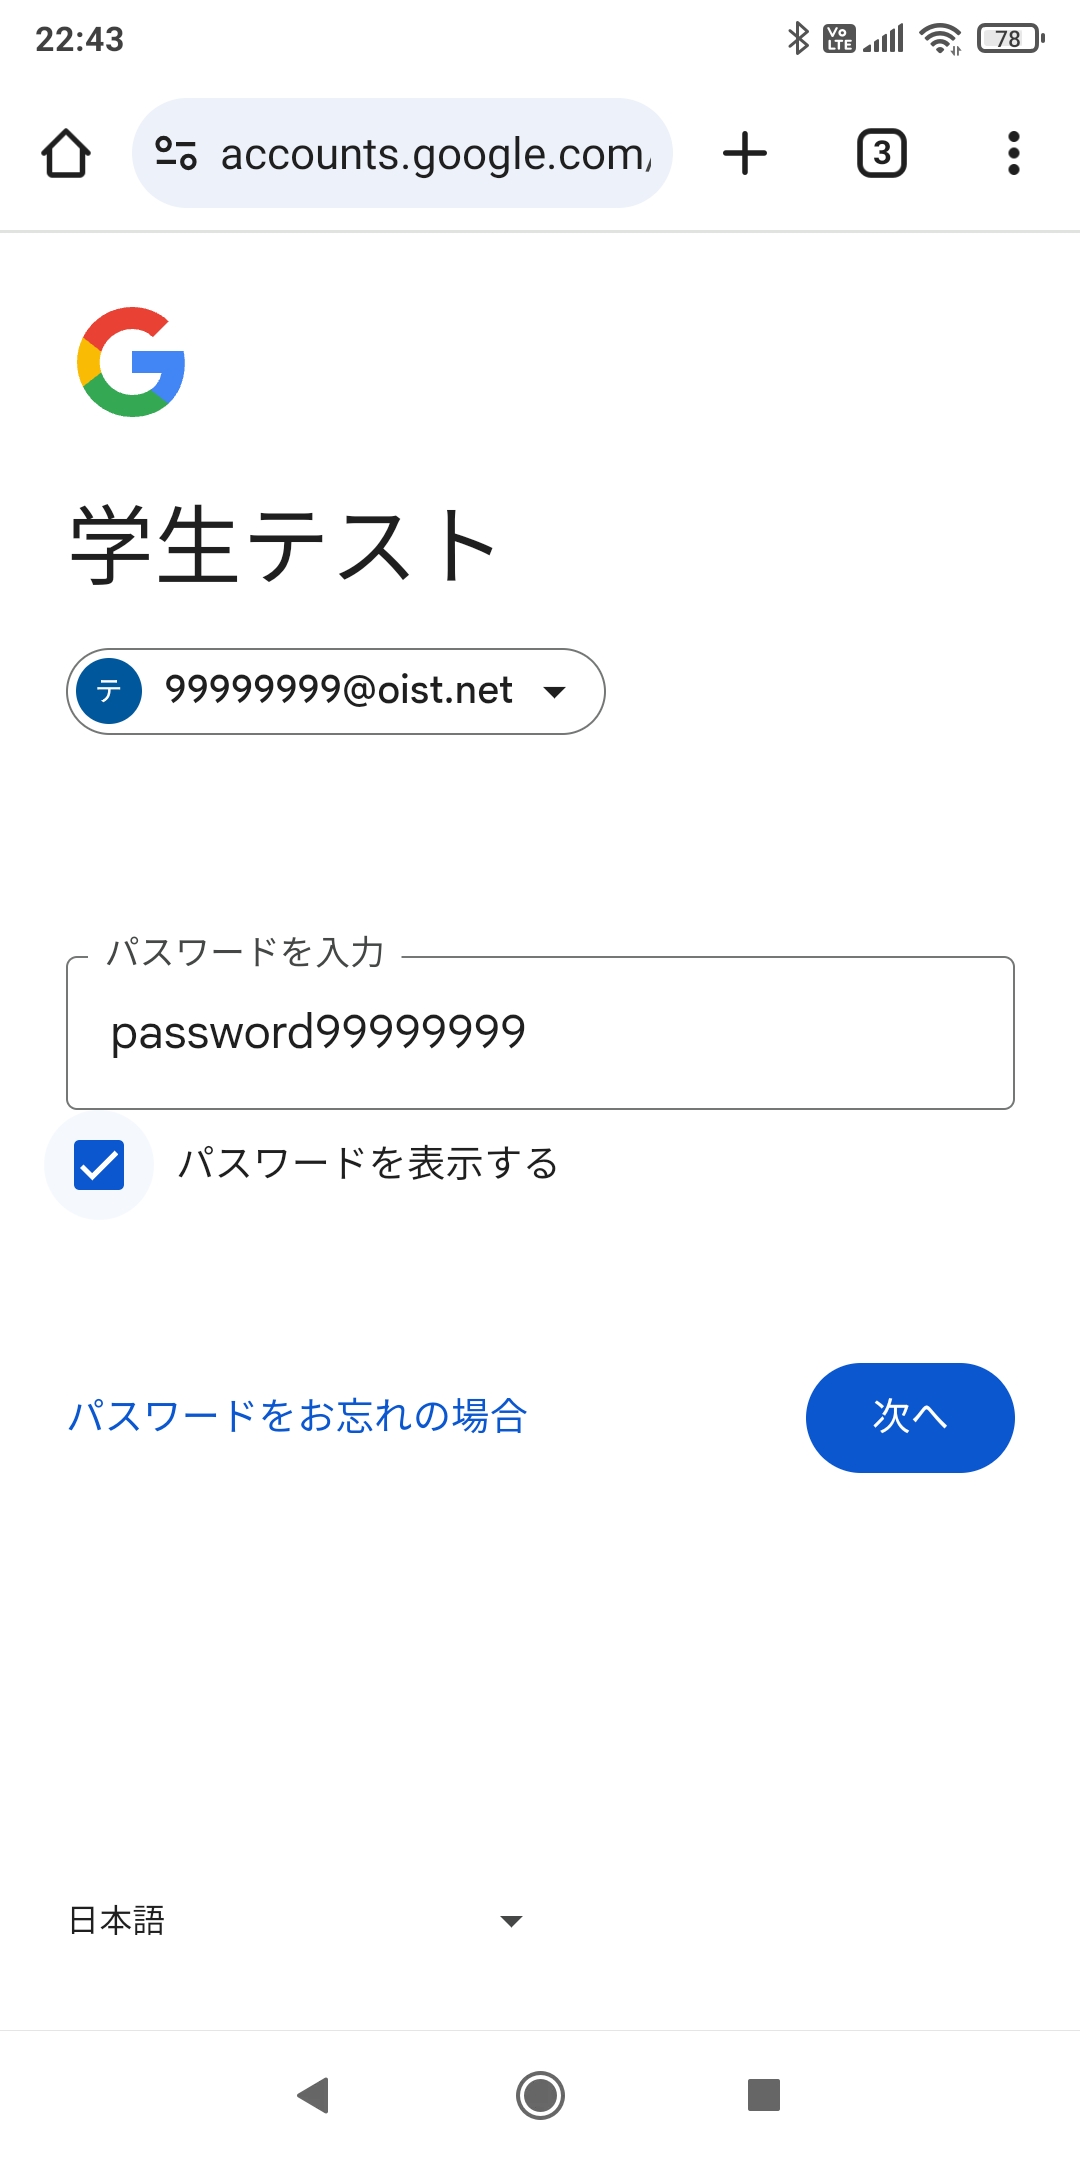 22:43
Vo LTE
78
accounts.google.com/
3
学生テスト
テ 99999999@oist.net
パスワードを入力
password99999999
パスワードを表示する
パスワードをお忘れの場合
次へ
日本語